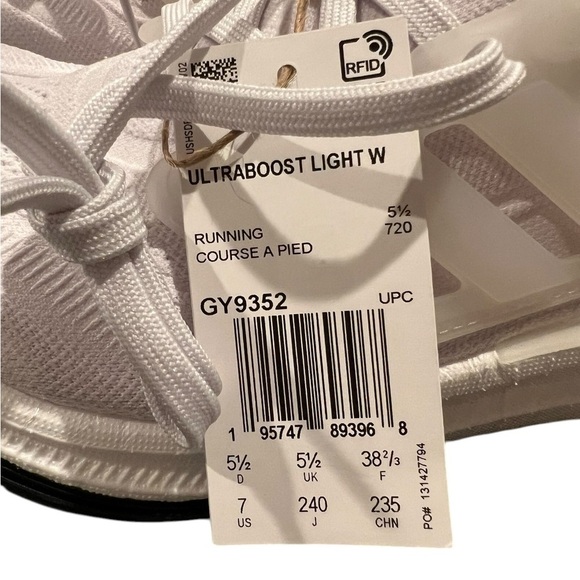 02
RFID
ULTRABOOST LIGHT W
5½
RUNNING 720
COURSE A PIED
GY9352 UPC
1 95747 89396 8
5½ 5½ 38²/₃
D UK F
7 240 235
US J CHN
PO# 131427794